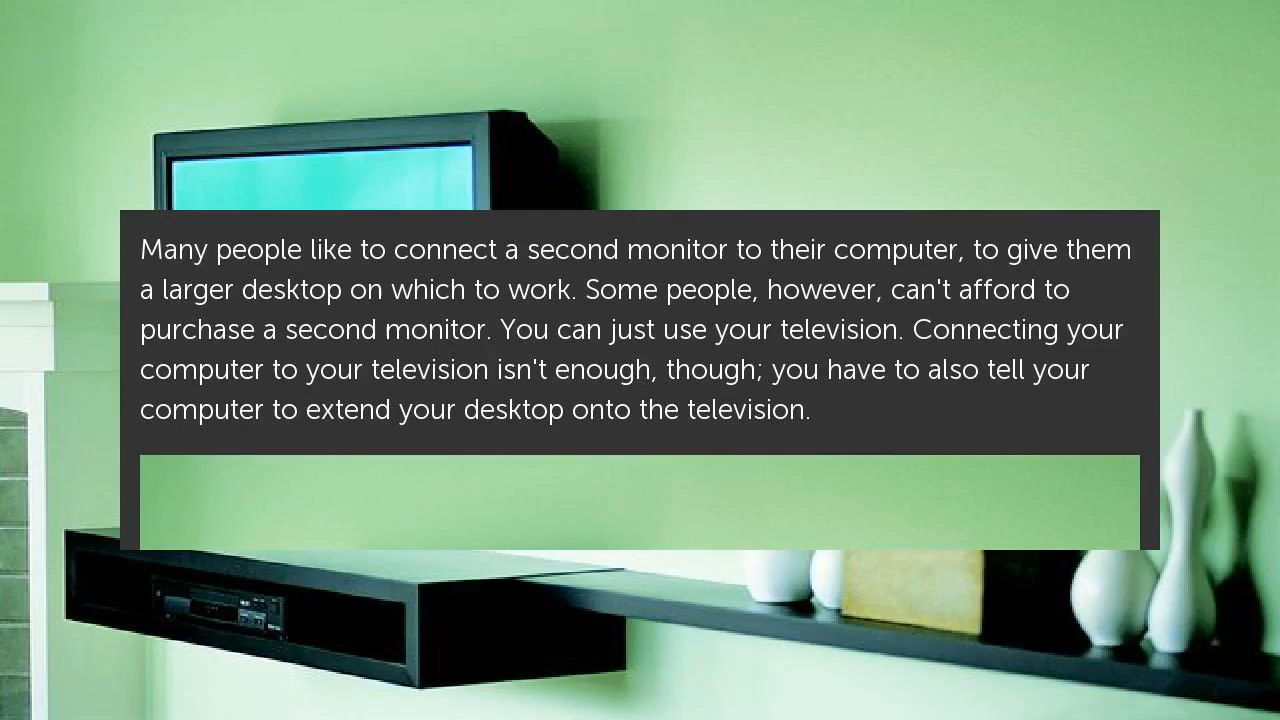 Many people like to connect a second monitor to their computer, to give them
a larger desktop on which to work. Some people, however, can't afford to
purchase a second monitor. You can just use your television. Connecting your
computer to your television isn't enough, though; you have to also tell your
computer to extend your desktop onto the television.